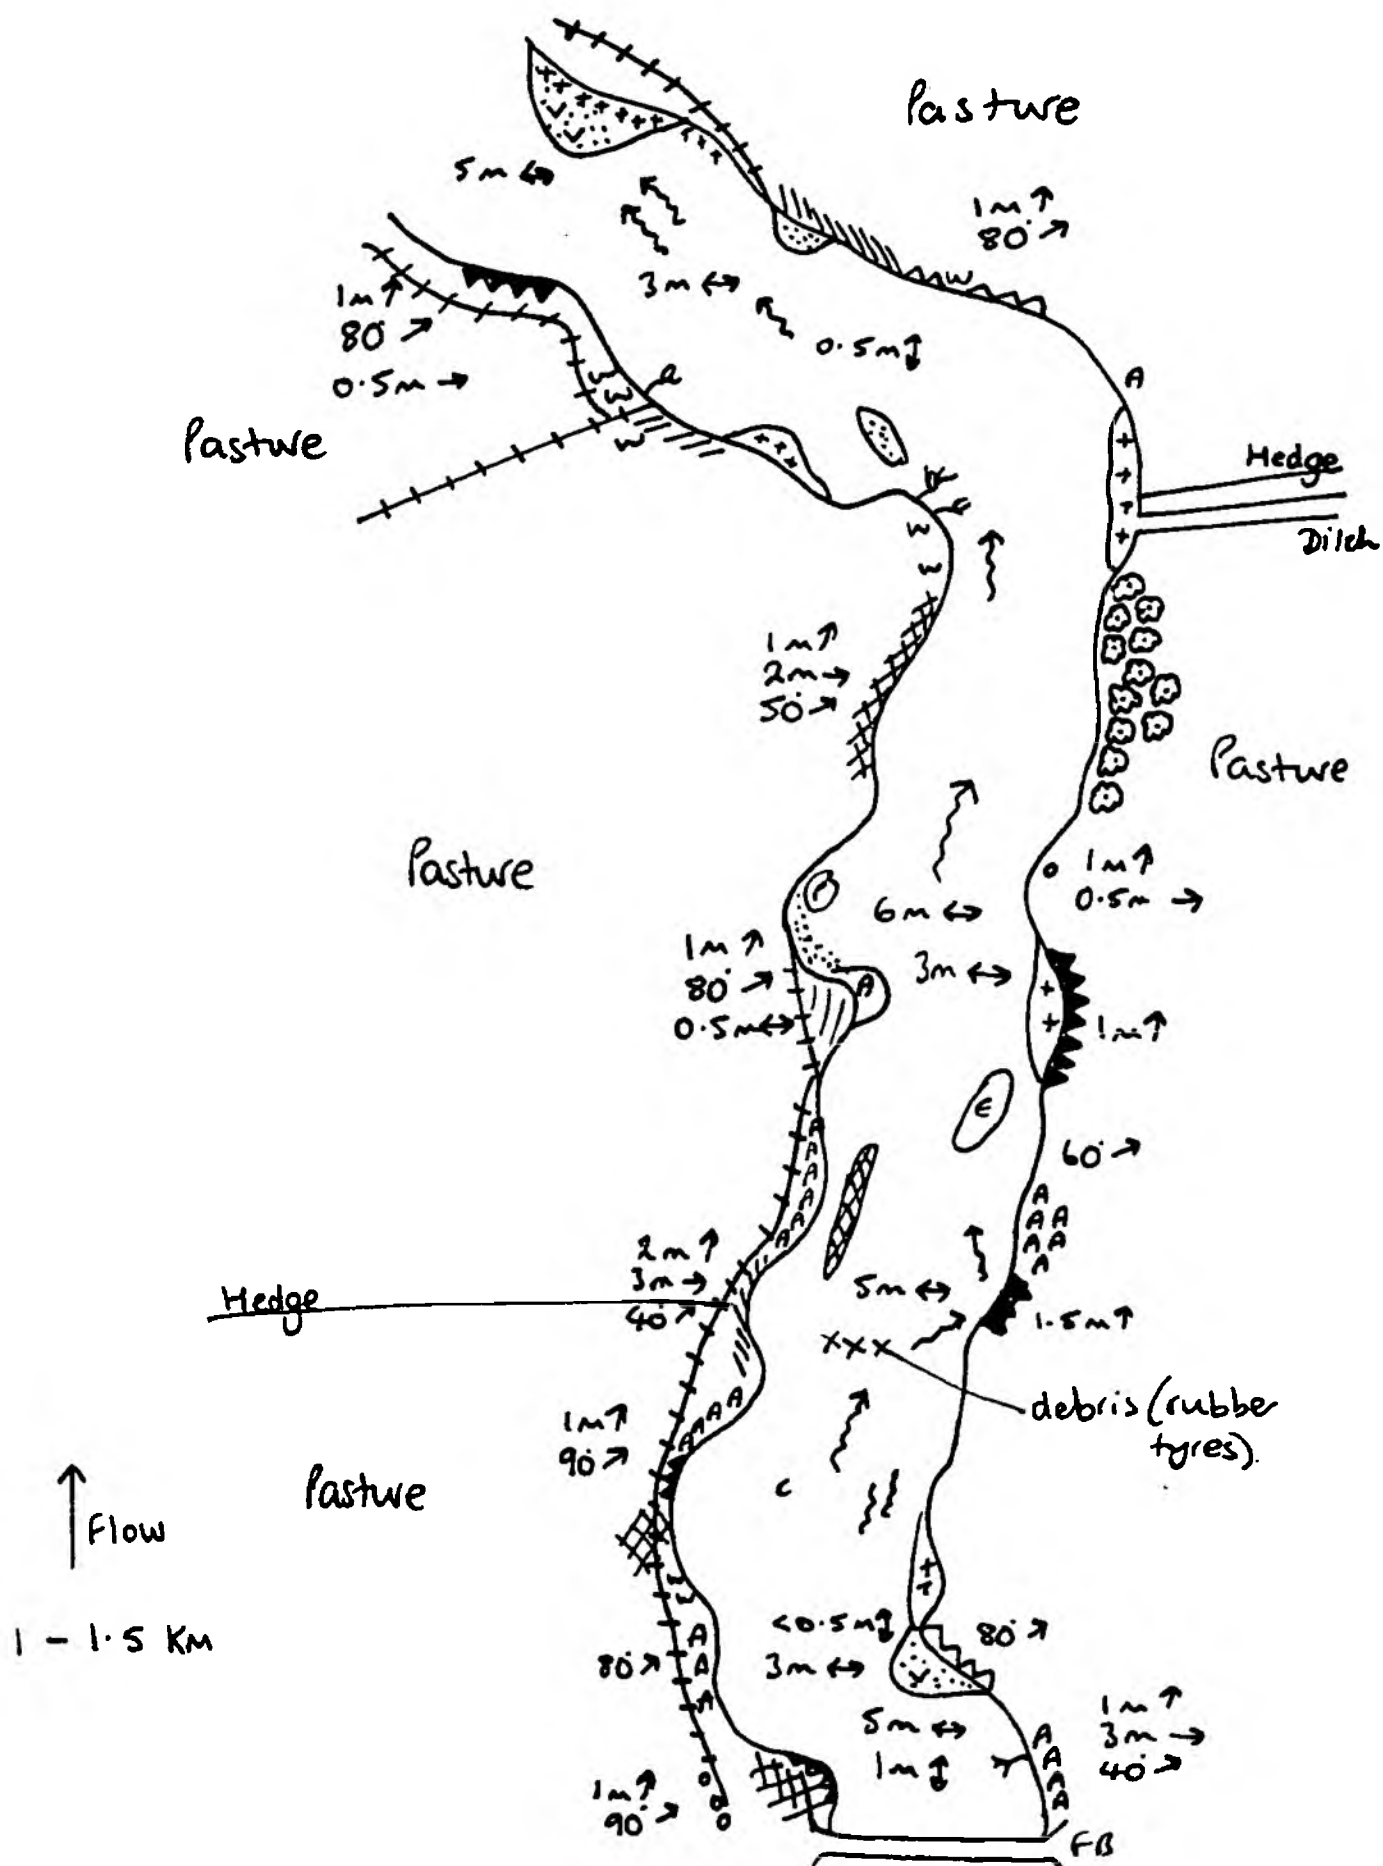 Pasture
5m ↔
1m ↑
80° ↗
3m ↔
1m ↑
80° ↗
0.5m →
0.5m ↕
W
A
Pasture
W
W
W
Hedge
Ditch
W
W
1m ↑
2m →
50° ↗
Pasture
Pasture
1m ↑
0.5m →
6m ↔
1m ↑
80° ↗
0.5m ↔
3m ↔
A
1m ↑
E
60° ↗
A
A
A
A
A
A
A A
A A
A
2m ↑
3m →
40° ↗
Hedge
5m ↔
1.5m ↑
xxx
debris (rubber
tyres).
A A A A
1m ↑
90° ↗
Pasture
C
Flow
1 - 1.5 KM
W
W
<0.5m ↕
80° ↗
3m ↔
V
80° ↗
A
A
A
5m ↔
1m ↕
1m ↑
3m →
40° ↗
A
A
A
A
1m ↑
90° ↗
FB